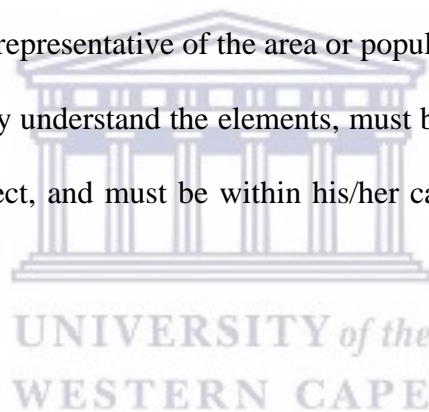 representative of the area or popul
y understand the elements, must b
ect, and must be within his/her ca
UNIVERSITY of the
WESTERN CAPE